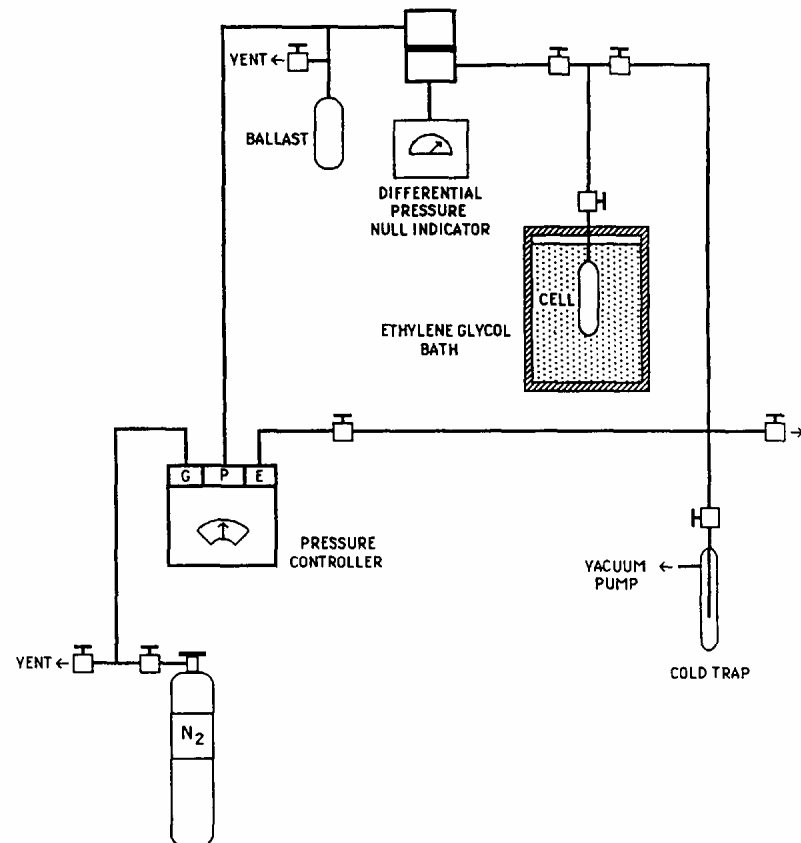 VENT
BALLAST
DIFFERENTIAL
PRESSURE
NULL INDICATOR
CELL
ETHYLENE GLYCOL
BATH
G P E
PRESSURE
CONTROLLER
VACUUM
PUMP
VENT
COLD TRAP
N2